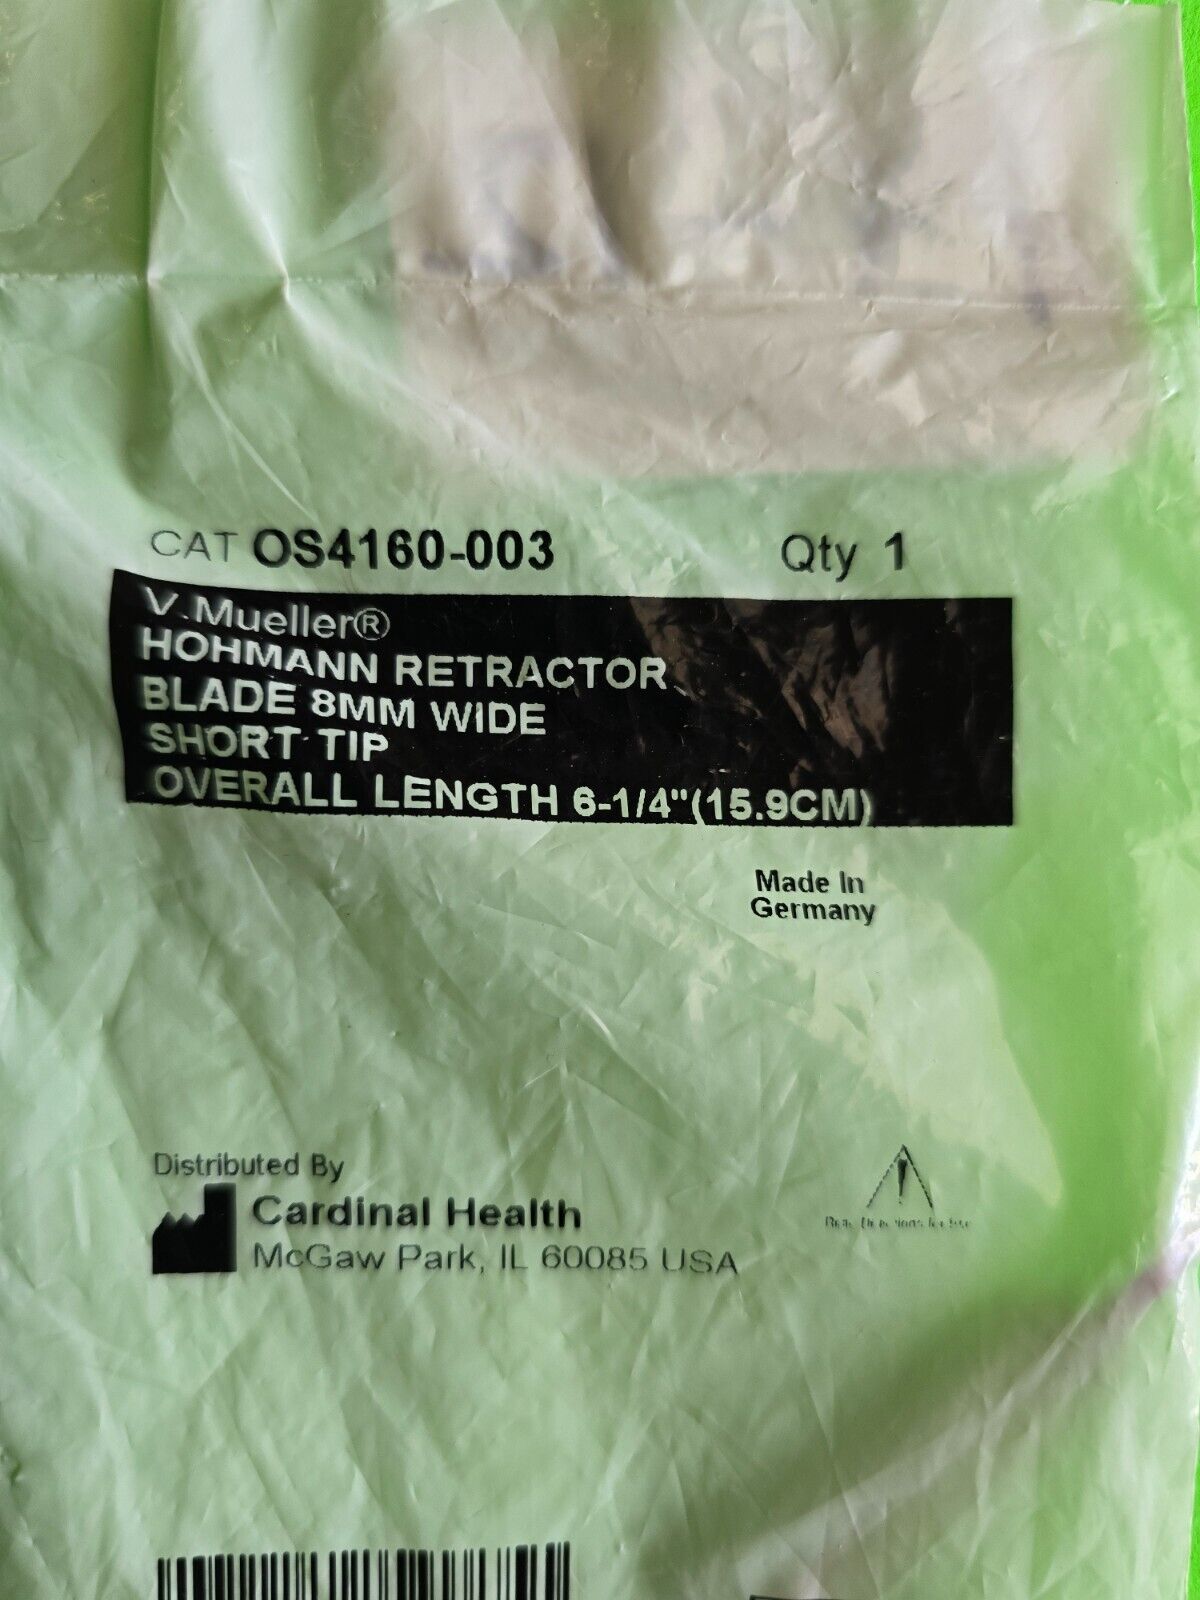 CAT OS4160-003 Qty 1
V. Mueller®
HOHMANN RETRACTOR
BLADE 8MM WIDE
SHORT TIP
OVERALL LENGTH 6-1/4"(15.9CM)
Made In
Germany
Distributed By
Cardinal Health
McGaw Park, IL 60085 USA